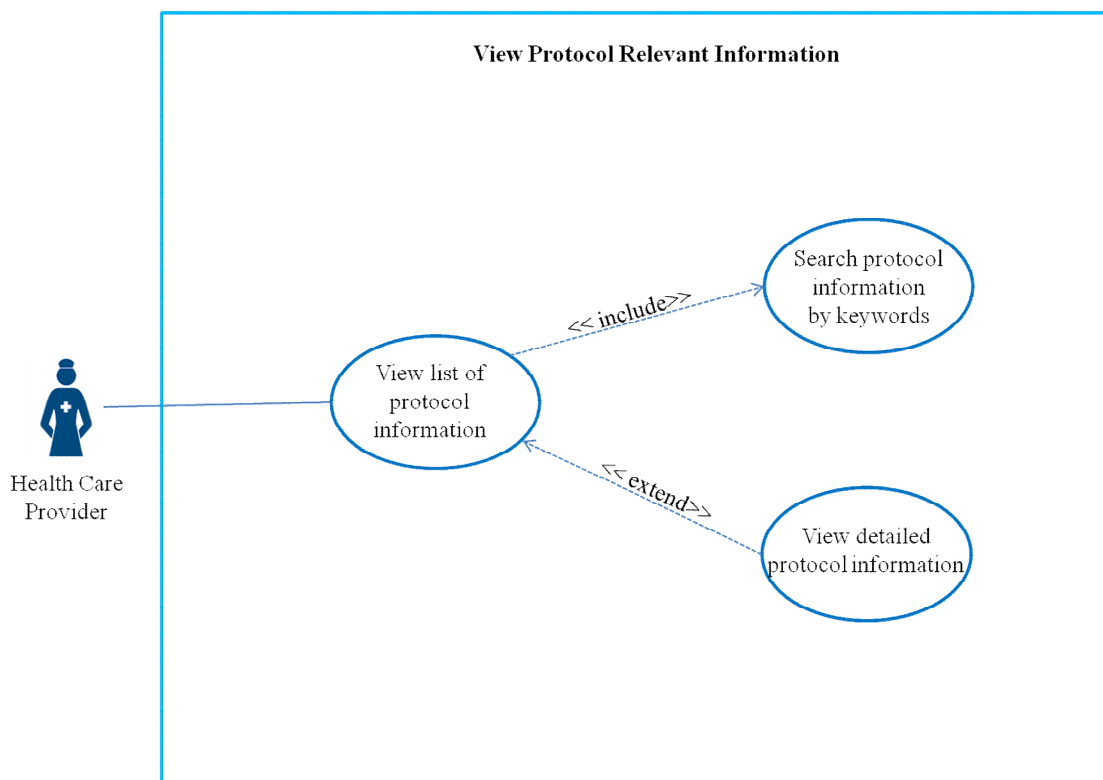 View Protocol Relevant Information
Search protocol
information
by keywords
<< include>>
View list of
protocol
information
Health Care
Provider
<< extend>>
View detailed
protocol information